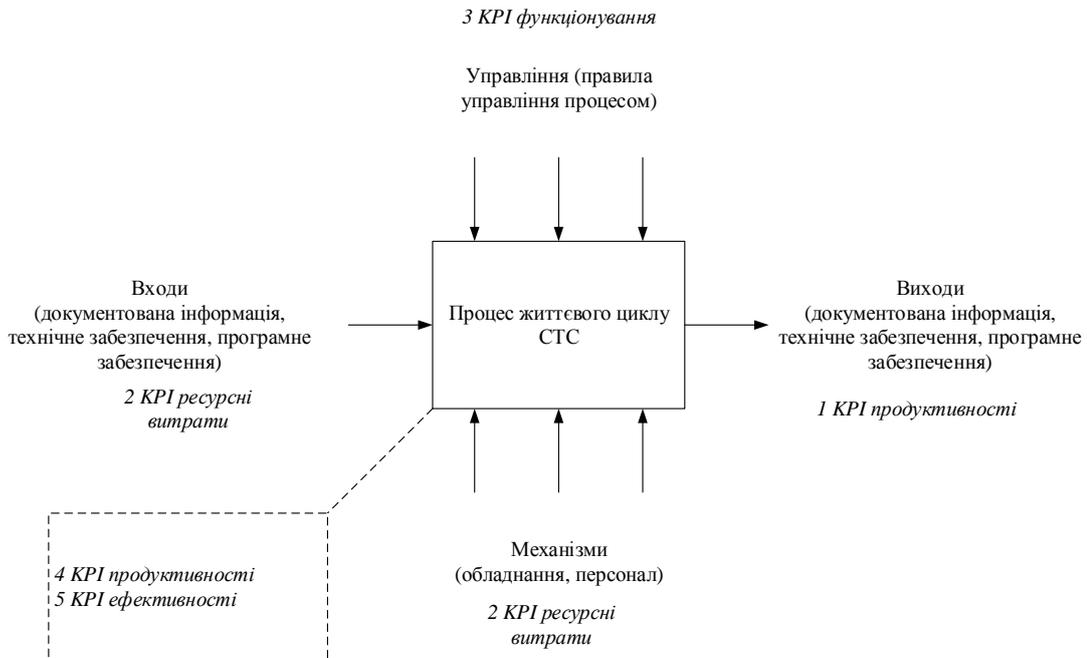 3 KPI функціонування
Управління (правила
управління процесом)
Входи
(документована інформація,
технічне забезпечення, програмне
забезпечення)
2 KPI ресурсні
витрати
Процес життєвого циклу
СТС
Виходи
(документована інформація,
технічне забезпечення, програмне
забезпечення)
1 KPI продуктивності
4 KPI продуктивності
5 KPI ефективності
Механізми
(обладнання, персонал)
2 KPI ресурсні
витрати